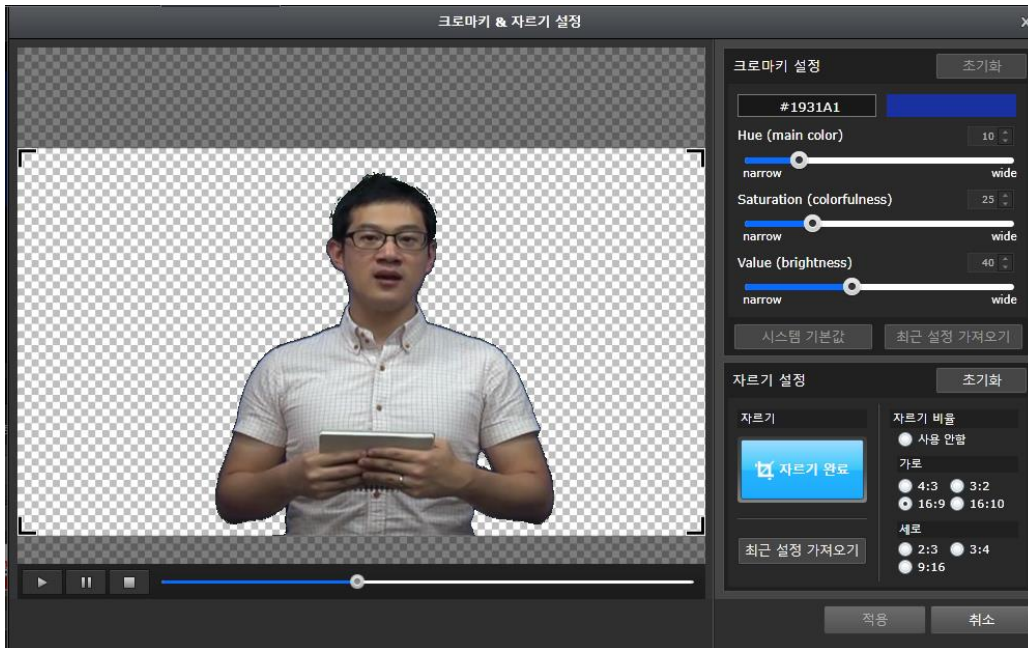 크로마키 & 자르기 설정
크로마키 설정 초기화
#1931A1
Hue (main color) 10
narrow wide
Saturation (colorfulness) 25
narrow wide
Value (brightness) 40
narrow wide
시스템 기본값 최근 설정 가져오기
자르기 설정 초기화
자르기 자르기 비율
사용 안함
자르기 완료
가로
4:3 3:2
16:9 16:10
세로
최근 설정 가져오기
2:3 3:4
9:16
적용 취소